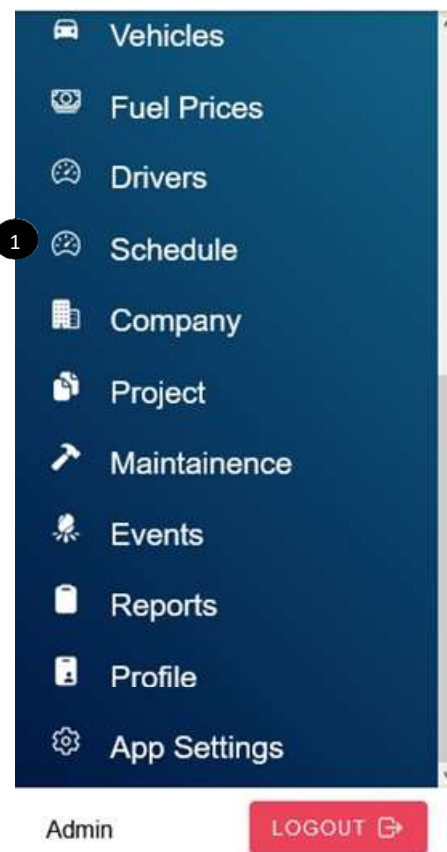 Vehicles
Fuel Prices
Drivers
1 Schedule
Company
Project
Maintainence
Events
Reports
Profile
App Settings
Admin LOGOUT